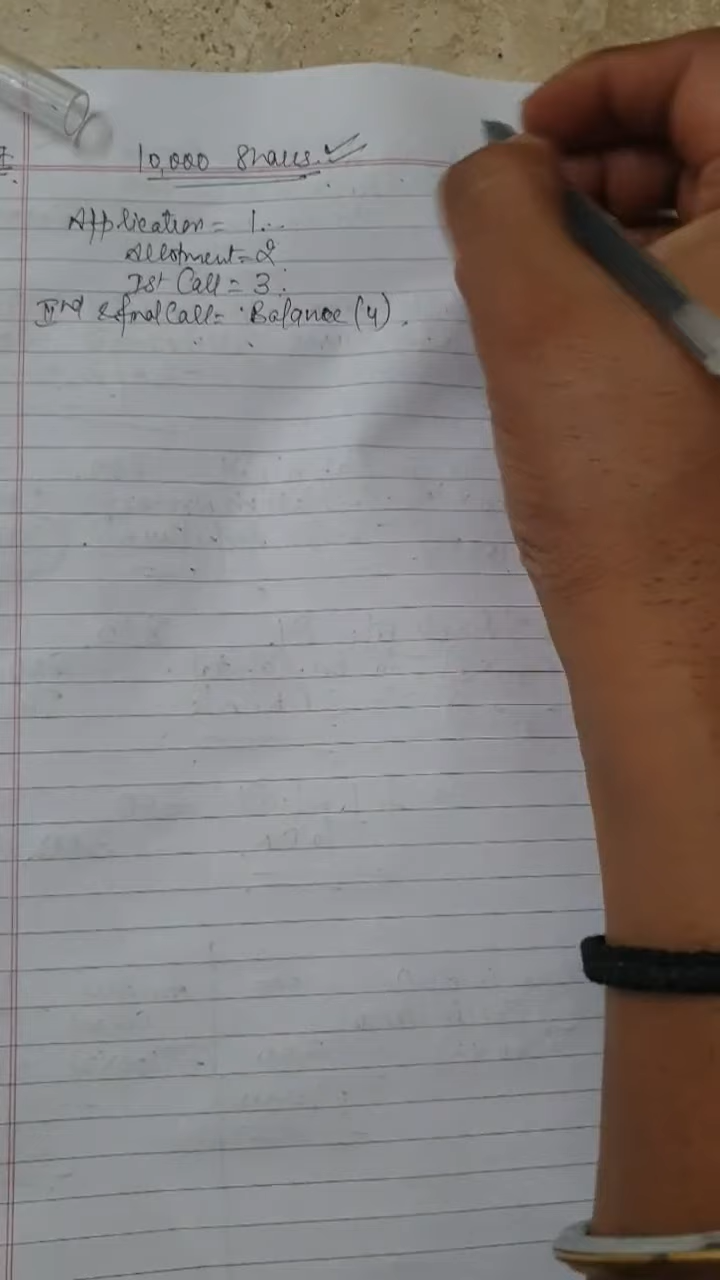 10,000 Shares.
Application = 1..
Allotment = 2.
Ist Call = 3.
IInd & final Call = Balance (4).